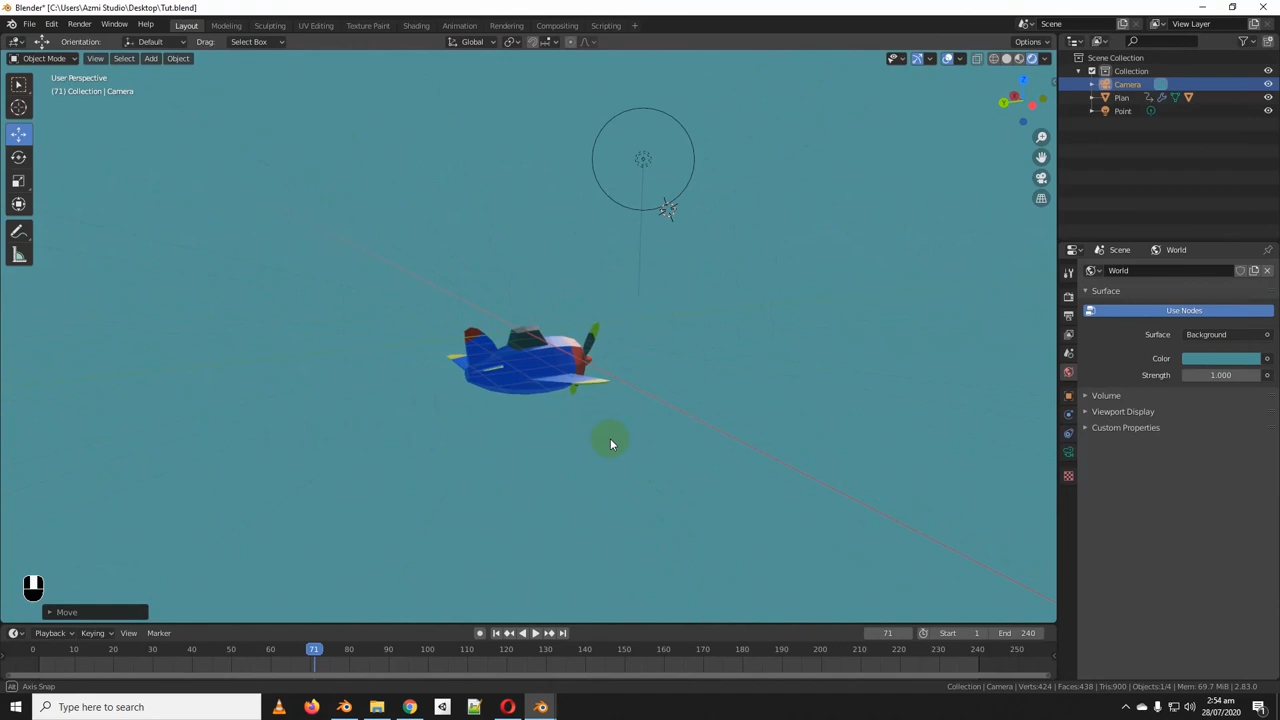 Blender* [C:\Users\Azmi Studio\Desktop\Tut.blend]
File Edit Render Window Help Layout Modeling Sculpting UV Editing Texture Paint Shading Animation Rendering Compositing Scripting + Scene View Layer
Orientation: Default Drag: Select Box Global Options
Object Mode View Select Add Object
User Perspective
(71) Collection | Camera
Scene Collection
Collection
Camera
Plan
Point
Scene World
World
Surface
Use Nodes
Surface Background
Color
Strength 1.000
Volume
Viewport Display
Custom Properties
Z
Y
Move
Playback Keying View Marker 71 Start 1 End 240
0 10 20 30 40 50 60 71 80 90 100 110 120 130 140 150 160 170 180 190 200 210 220 230 240 250
Alt Axis Snap
Collection | Camera | Verts:424 | Faces:438 | Tris:900 | Objects:1/4 | Mem: 69.7 MiB | 2.83.0
Type here to search
2:54 am
28/07/2020